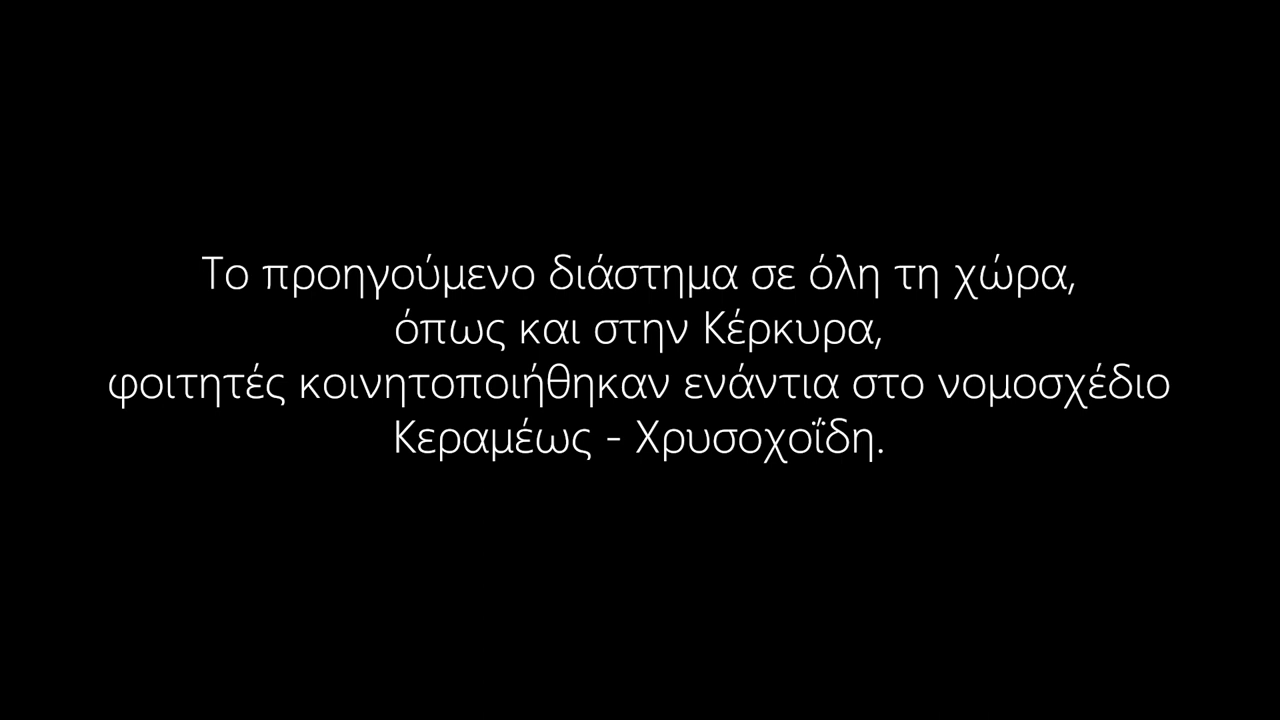 Το προηγούμενο διάστημα σε όλη τη χώρα,
όπως και στην Κέρκυρα,
φοιτητές κοινητοποιήθηκαν ενάντια στο νομοσχέδιο
Κεραμέως - Χρυσοχοΐδη.